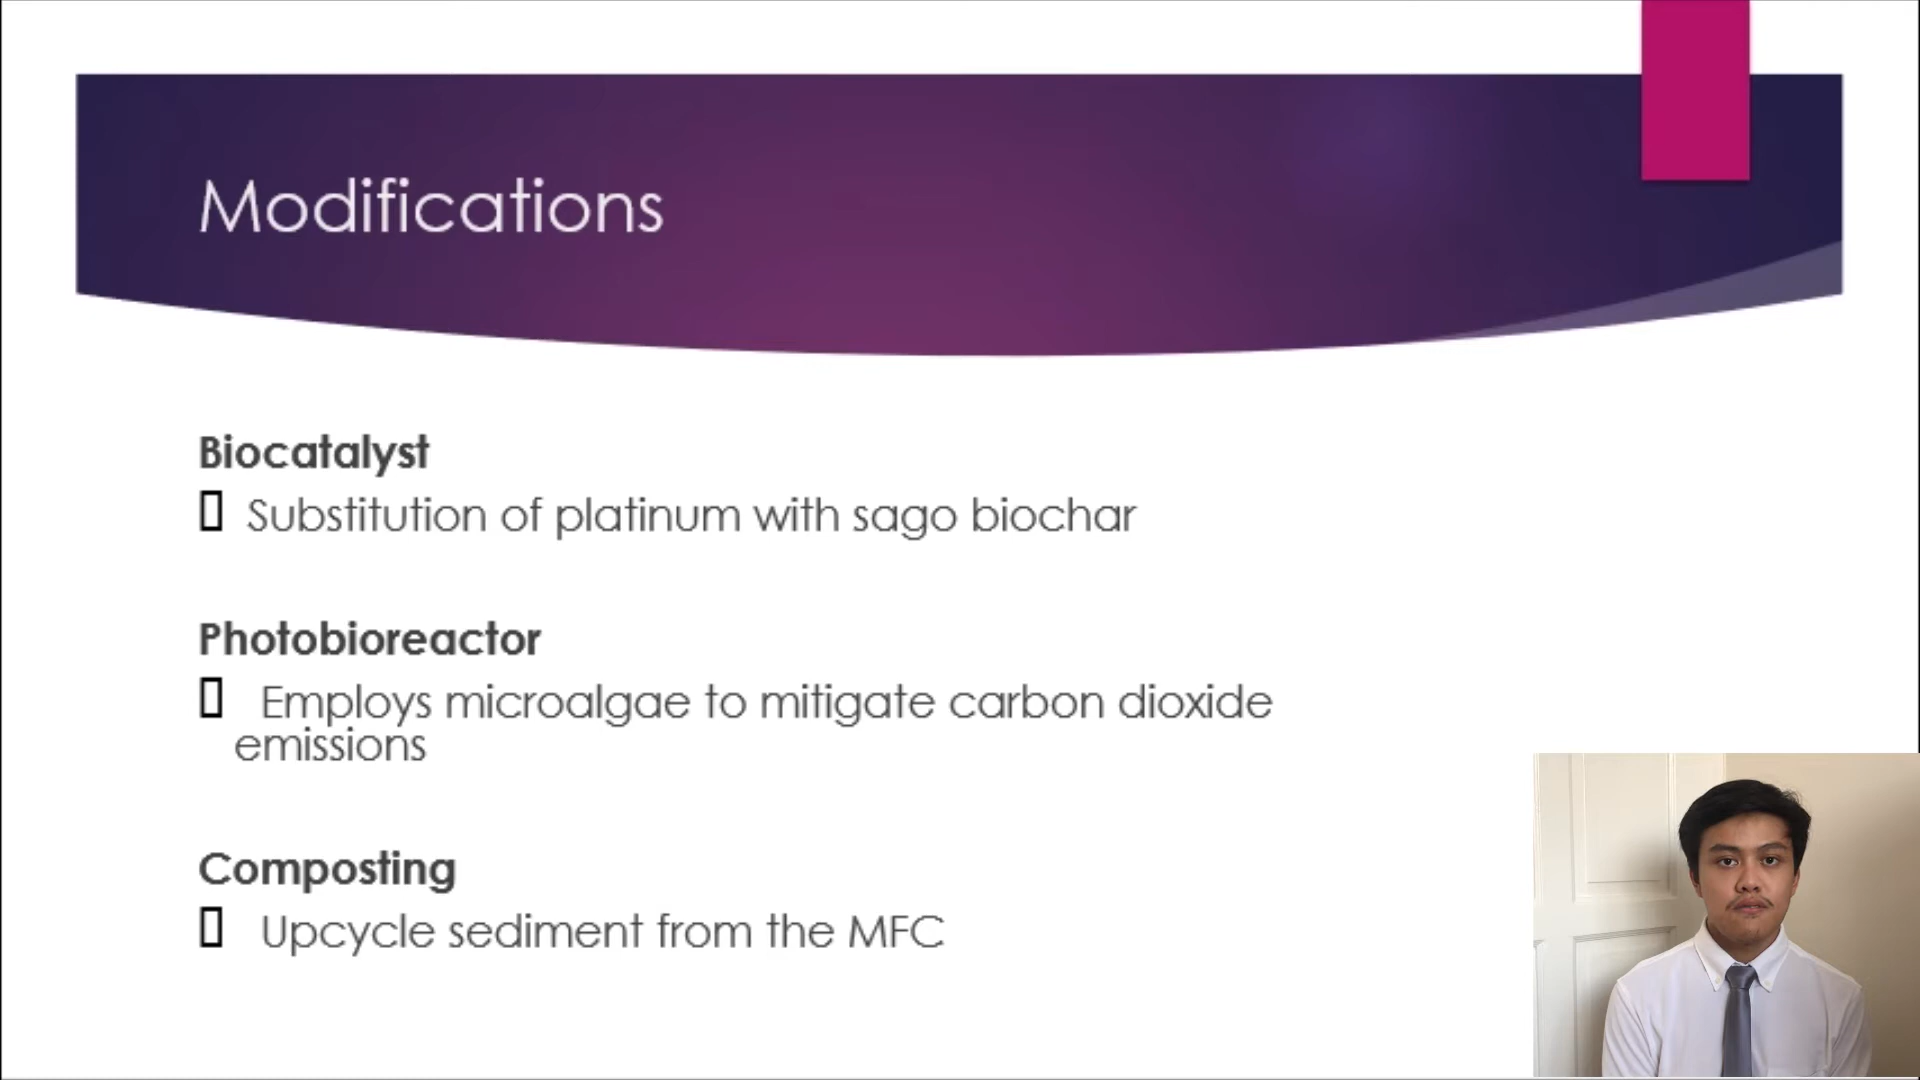 Modifications
Biocatalyst
Substitution of platinum with sago biochar
Photobioreactor
Employs microalgae to mitigate carbon dioxide
emissions
Composting
Upcycle sediment from the MFC